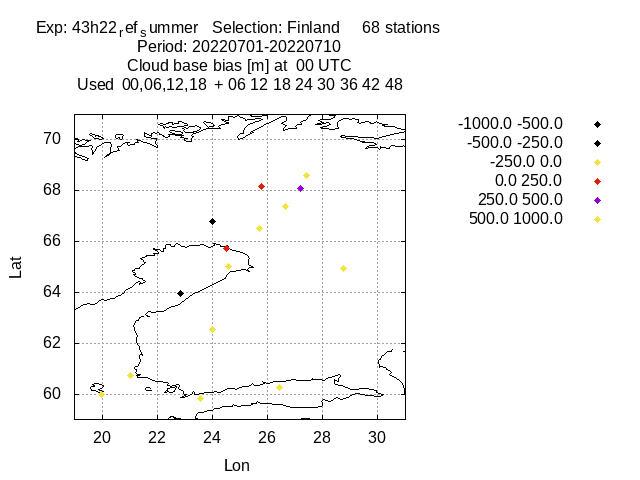 Exp: 43h22_ref_summer   Selection: Finland     68 stations
Period: 20220701-20220710
Cloud base bias [m] at  00 UTC
Used  00,06,12,18  + 06 12 18 24 30 36 42 48
-1000.0 -500.0
-500.0 -250.0
-250.0 0.0
0.0 250.0
250.0 500.0
500.0 1000.0
70
68
66
64
62
60
Lat
20 22 24 26 28 30
Lon